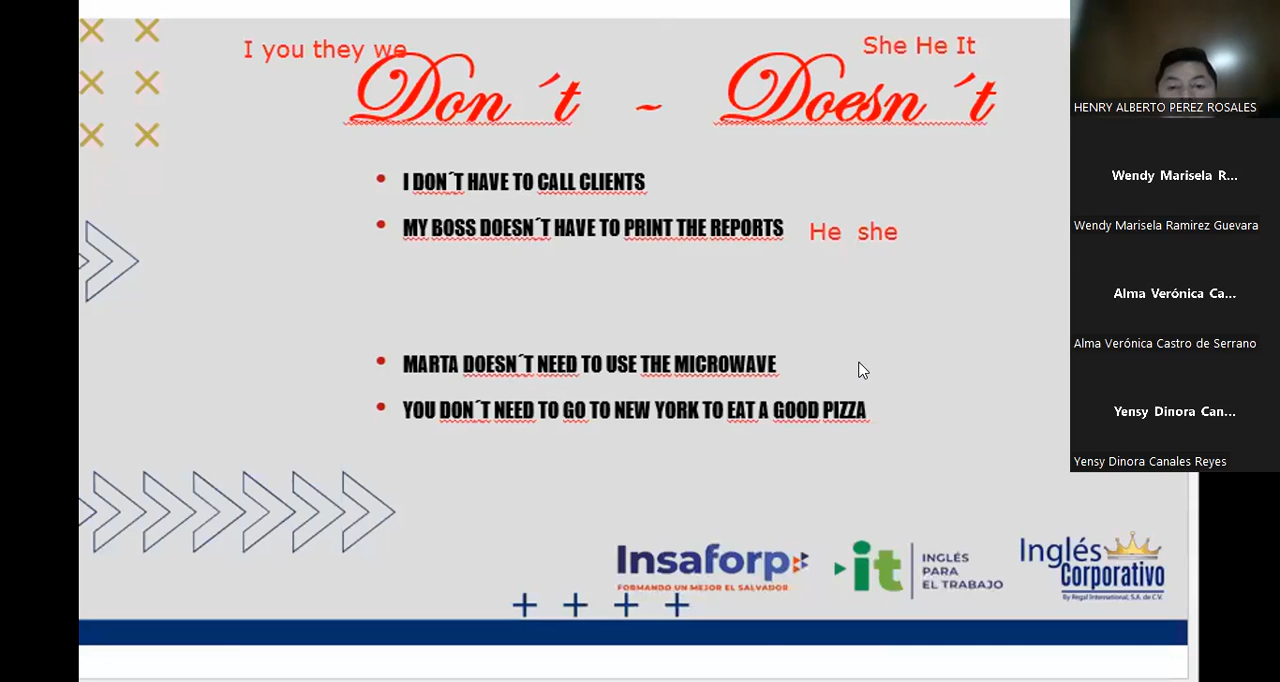 I you they we
She He It
Don ´t - Doesn ´t
I DON´T HAVE TO CALL CLIENTS
MY BOSS DOESN´T HAVE TO PRINT THE REPORTS
He she
MARTA DOESN´T NEED TO USE THE MICROWAVE
YOU DON´T NEED TO GO TO NEW YORK TO EAT A GOOD PIZZA
Insaforp
FORMANDO UN MEJOR EL SALVADOR
it
INGLÉS
PARA
EL TRABAJO
Inglés
Corporativo
By Regal International, S.A. de C.V.
HENRY ALBERTO PEREZ ROSALES
Wendy Marisela R...
Wendy Marisela Ramirez Guevara
Alma Verónica Ca...
Alma Verónica Castro de Serrano
Yensy Dinora Can...
Yensy Dinora Canales Reyes